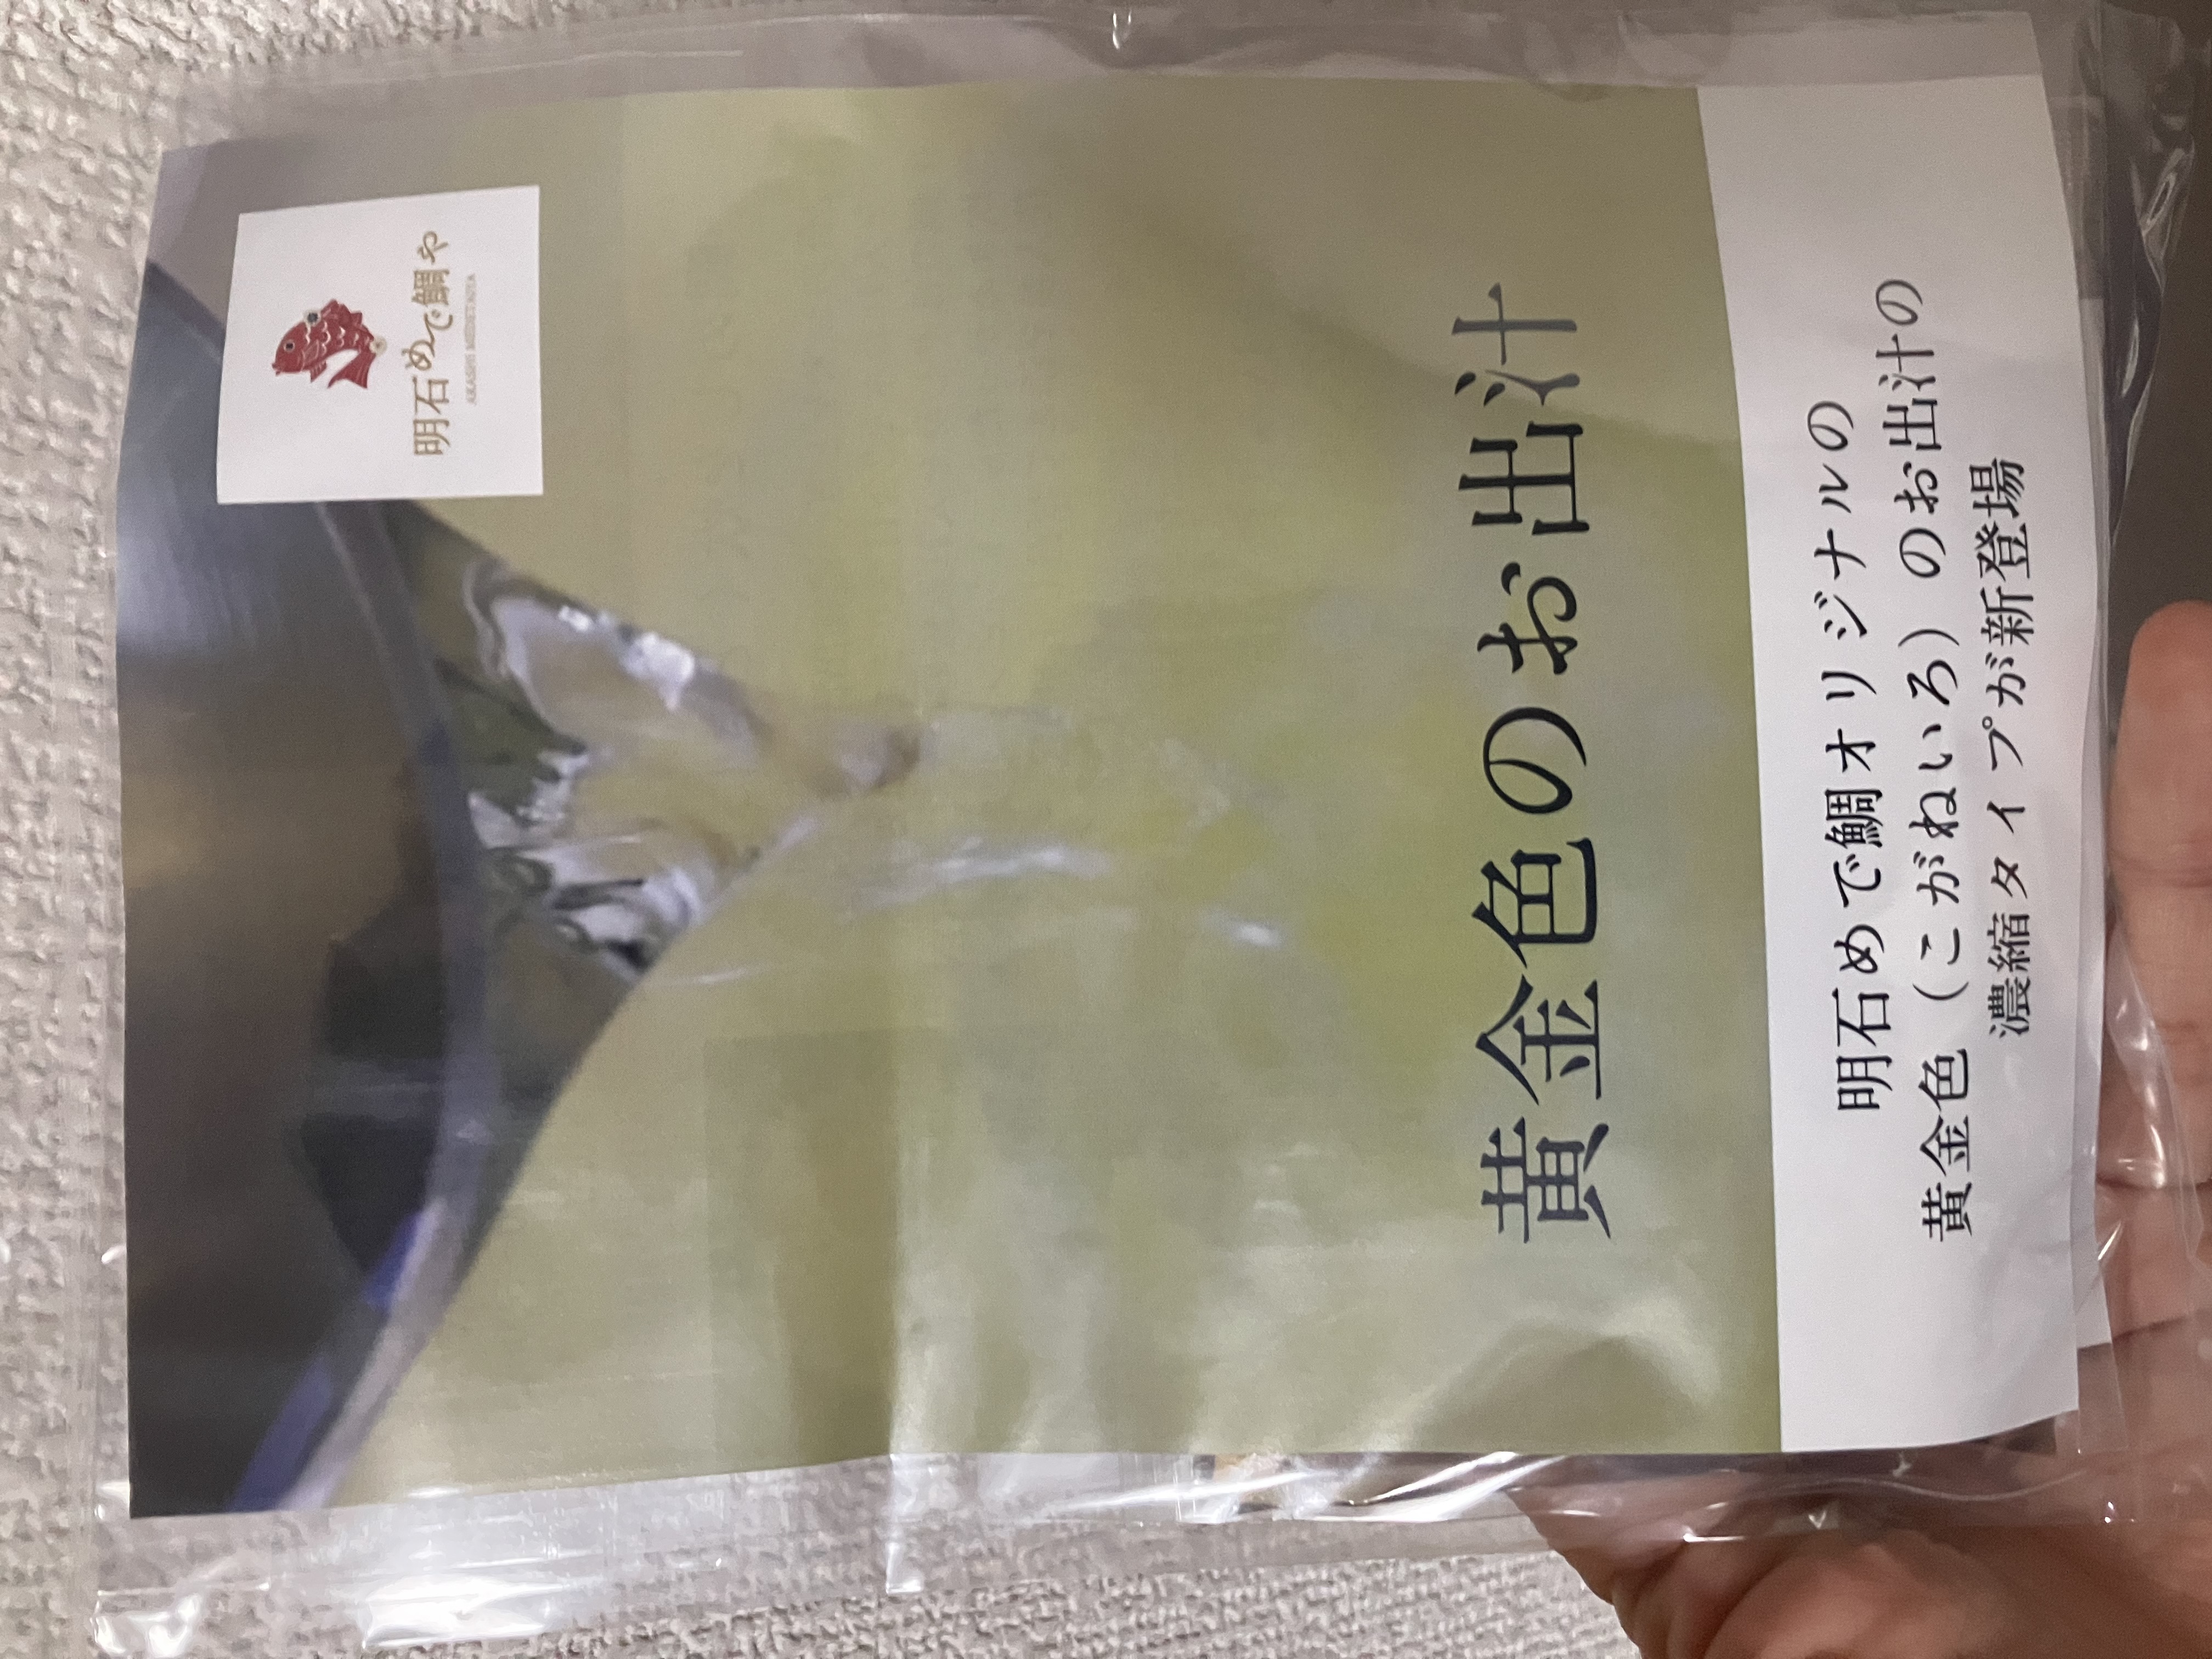 明石めで鯛や
AKASHI MEDETAIYA
黄金色のお出汁
明石めで鯛オリジナルの
黄金色（こがねいろ）のお出汁の
濃縮タイプが新登場